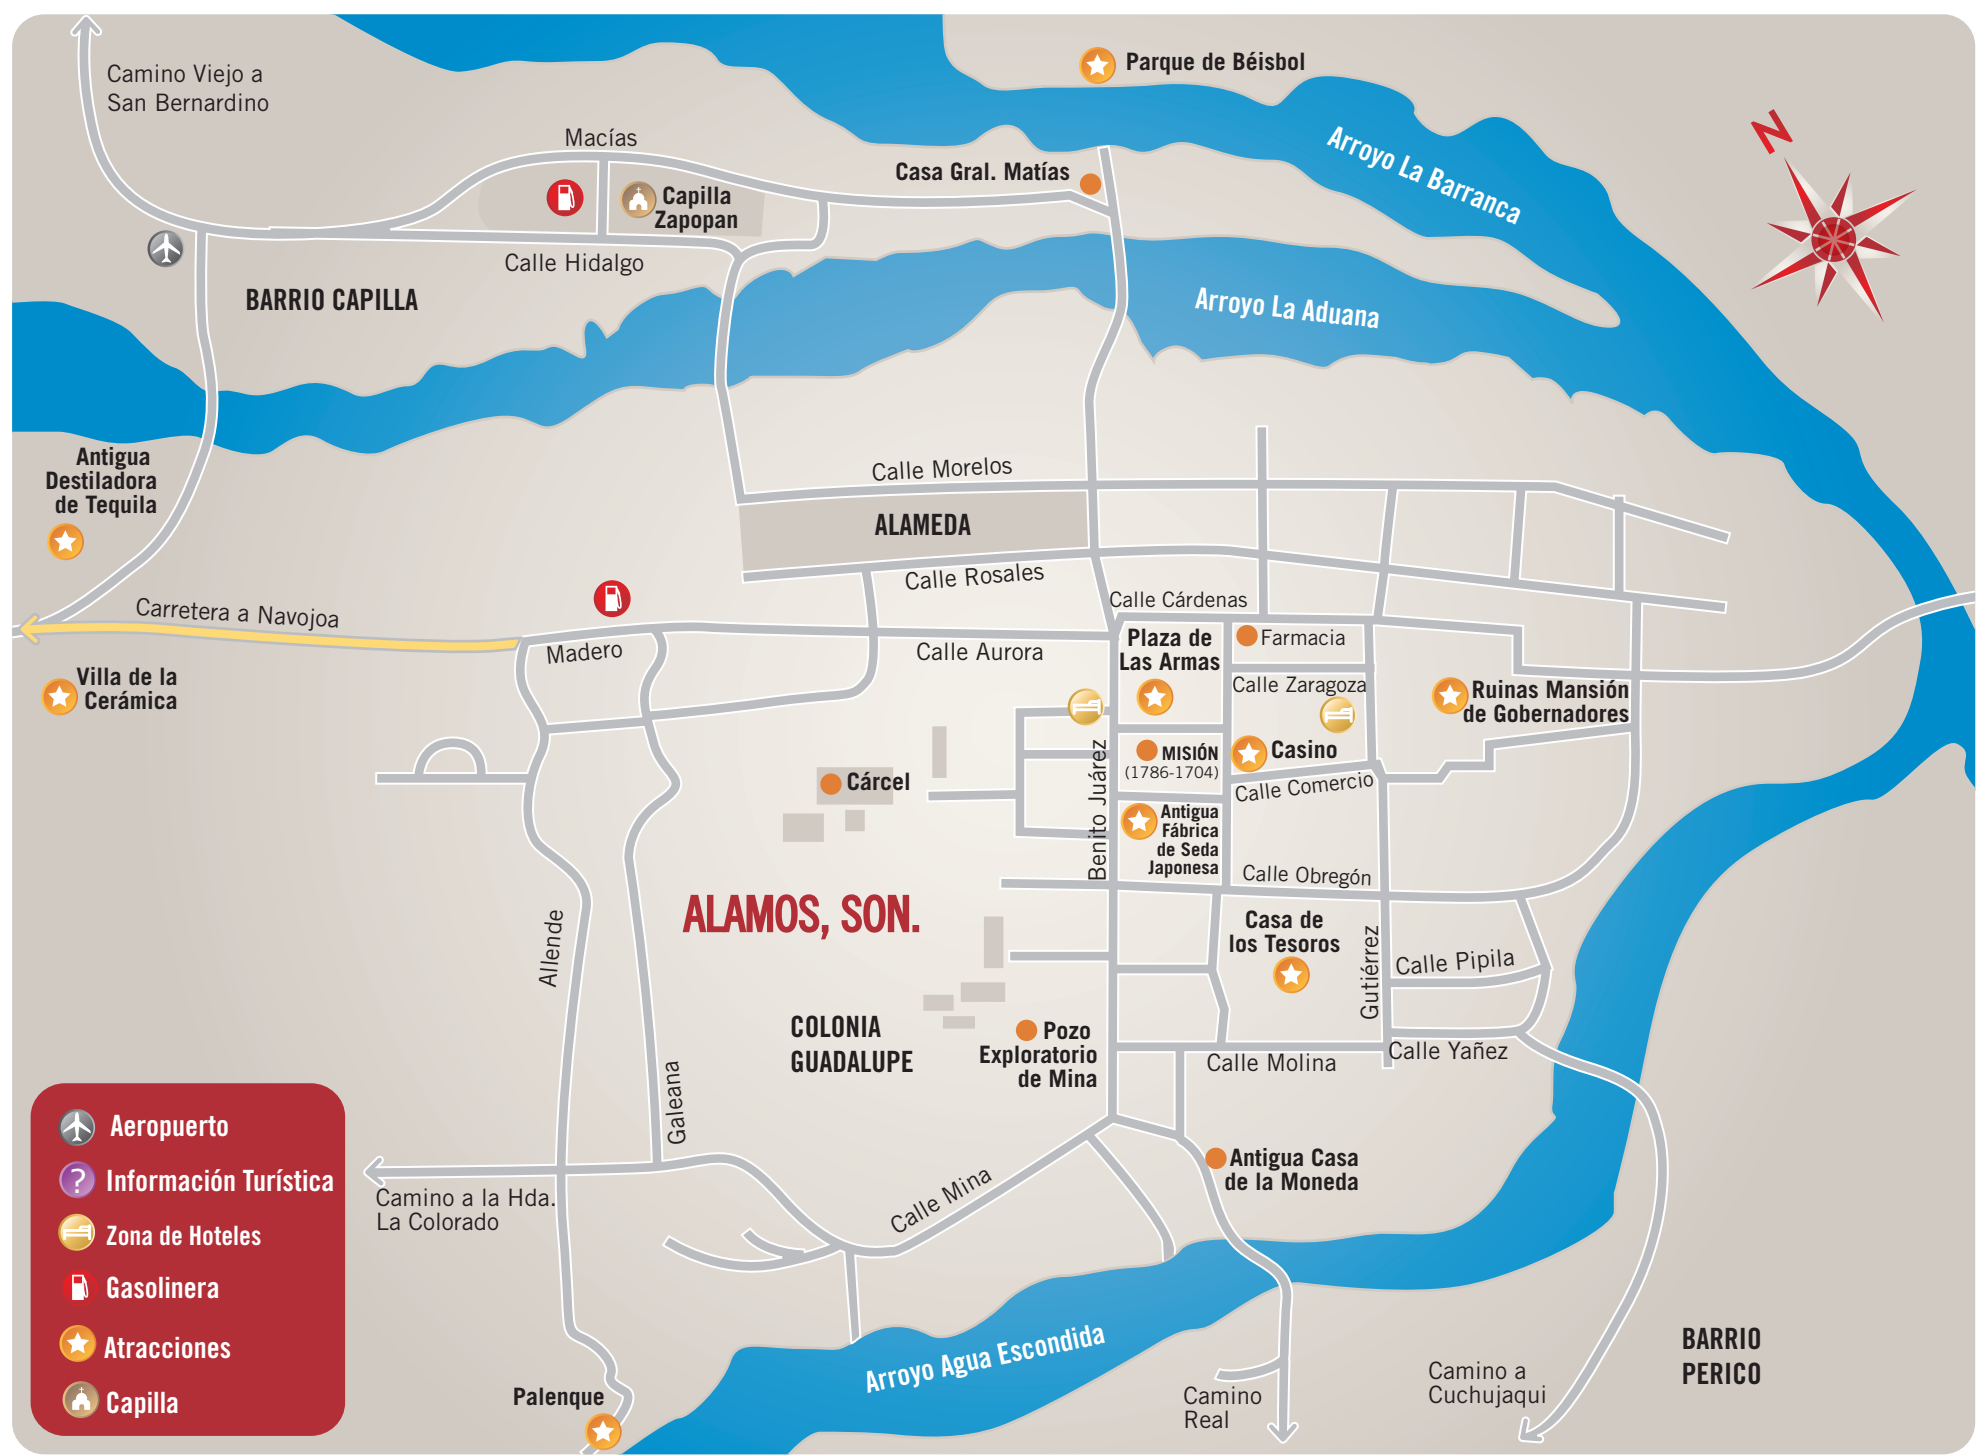 Camino Viejo a
San Bernardino
Parque de Béisbol
N
Macías
Arroyo La Barranca
Casa Gral. Matías
Capilla
Zapopan
Calle Hidalgo
BARRIO CAPILLA
Arroyo La Aduana
Antigua
Destiladora
de Tequila
Calle Morelos
ALAMEDA
Calle Rosales
Carretera a Navojoa
Calle Cárdenas
Madero
Calle Aurora
Plaza de
Las Armas
Farmacia
Villa de la
Cerámica
Calle Zaragoza
Ruinas Mansión
de Gobernadores
Benito Juárez
MISIÓN
(1786-1704)
Casino
Cárcel
Calle Comercio
Antigua
Fábrica
de Seda
Japonesa
Calle Obregón
ALAMOS, SON.
Allende
Casa de
los Tesoros
Gutiérrez
Calle Pipila
COLONIA
GUADALUPE
Pozo
Exploratorio
de Mina
Calle Molina
Calle Yañez
Galeana
Antigua Casa
de la Moneda
Camino a la Hda.
La Colorado
Calle Mina
Aeropuerto
Información Turística
?
Zona de Hoteles
Gasolinera
Atracciones
Capilla
Arroyo Agua Escondida
Palenque
Camino
Real
Camino a
Cuchujaqui
BARRIO
PERICO